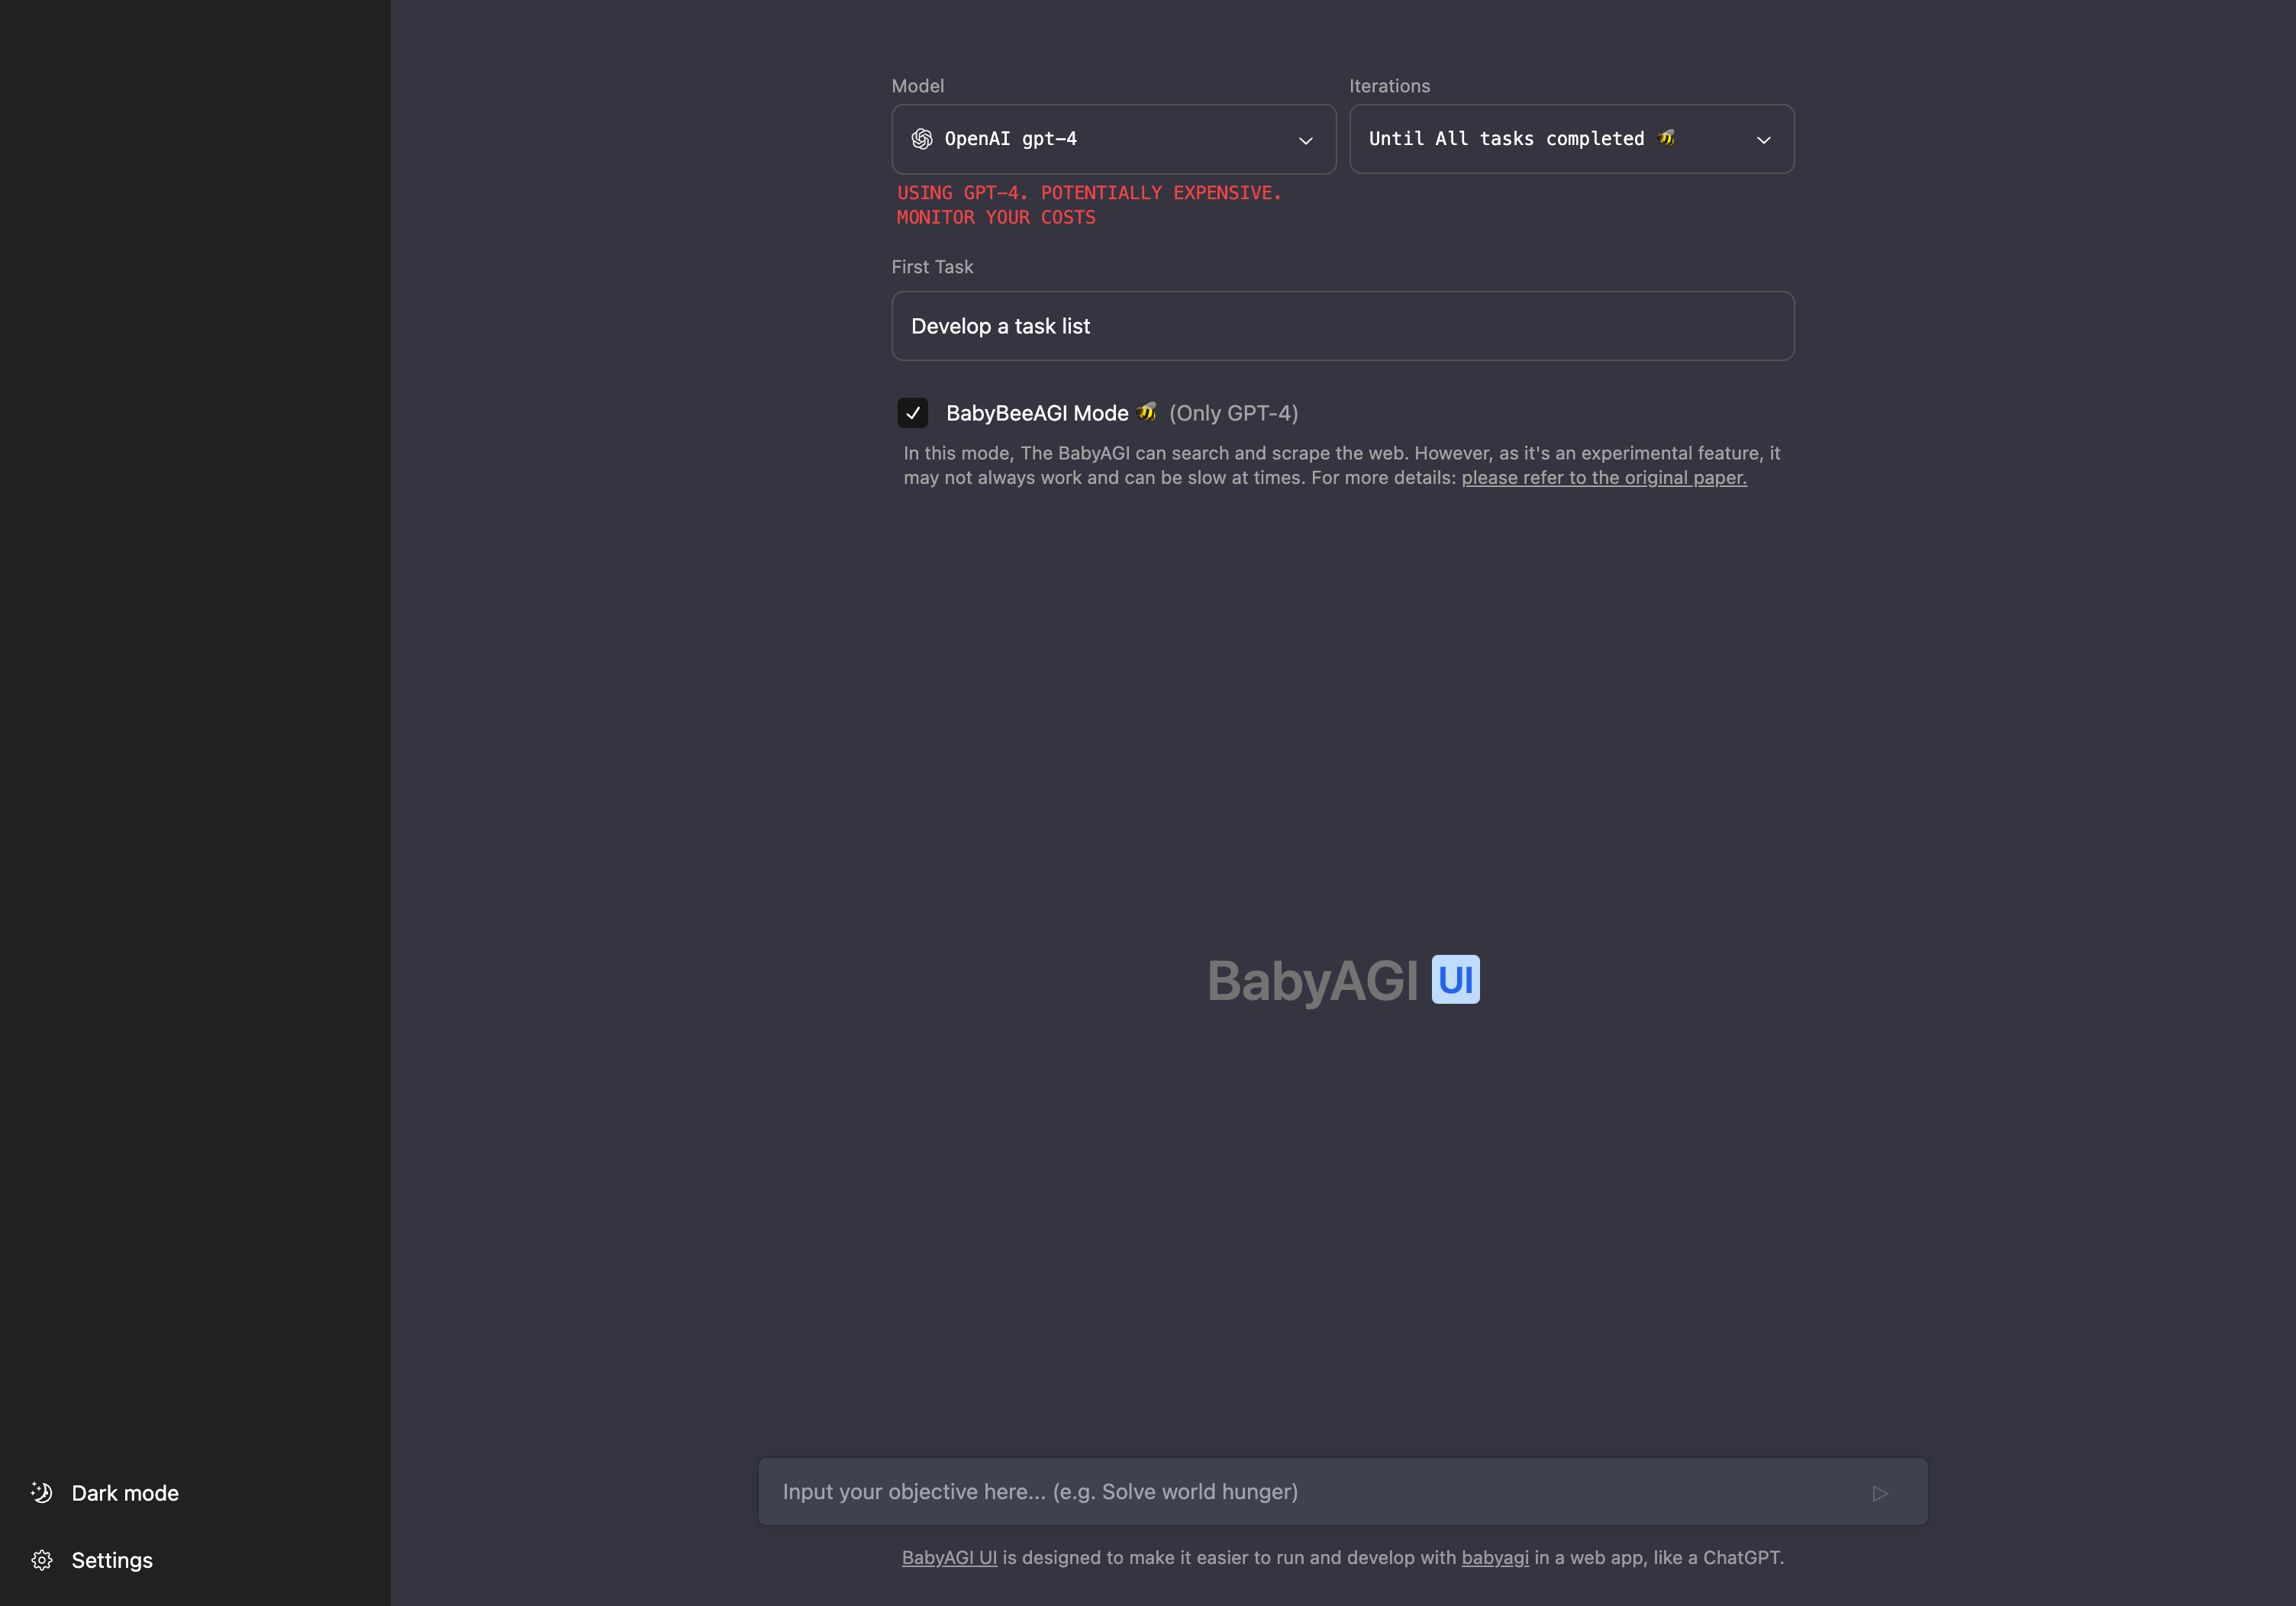 Model
Iterations
OpenAI gpt-4
Until All tasks completed 🐝
USING GPT-4. POTENTIALLY EXPENSIVE.
MONITOR YOUR COSTS
First Task
Develop a task list
BabyBeeAGI Mode 🐝 (Only GPT-4)
In this mode, The BabyAGI can search and scrape the web. However, as it's an experimental feature, it
may not always work and can be slow at times. For more details: please refer to the original paper.
BabyAGI UI
Dark mode
Input your objective here... (e.g. Solve world hunger)
Settings
BabyAGI UI is designed to make it easier to run and develop with babyagi in a web app, like a ChatGPT.